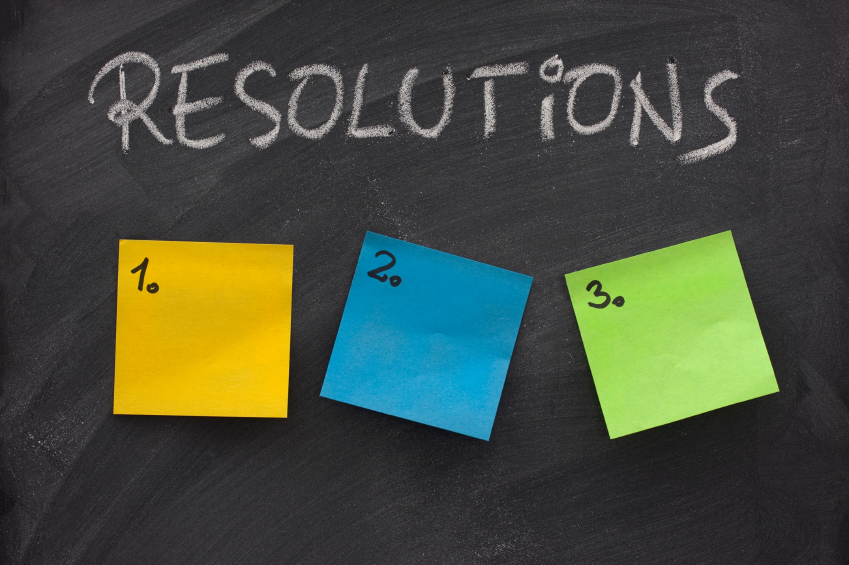 RESOLUTiONS
1.
2.
3.